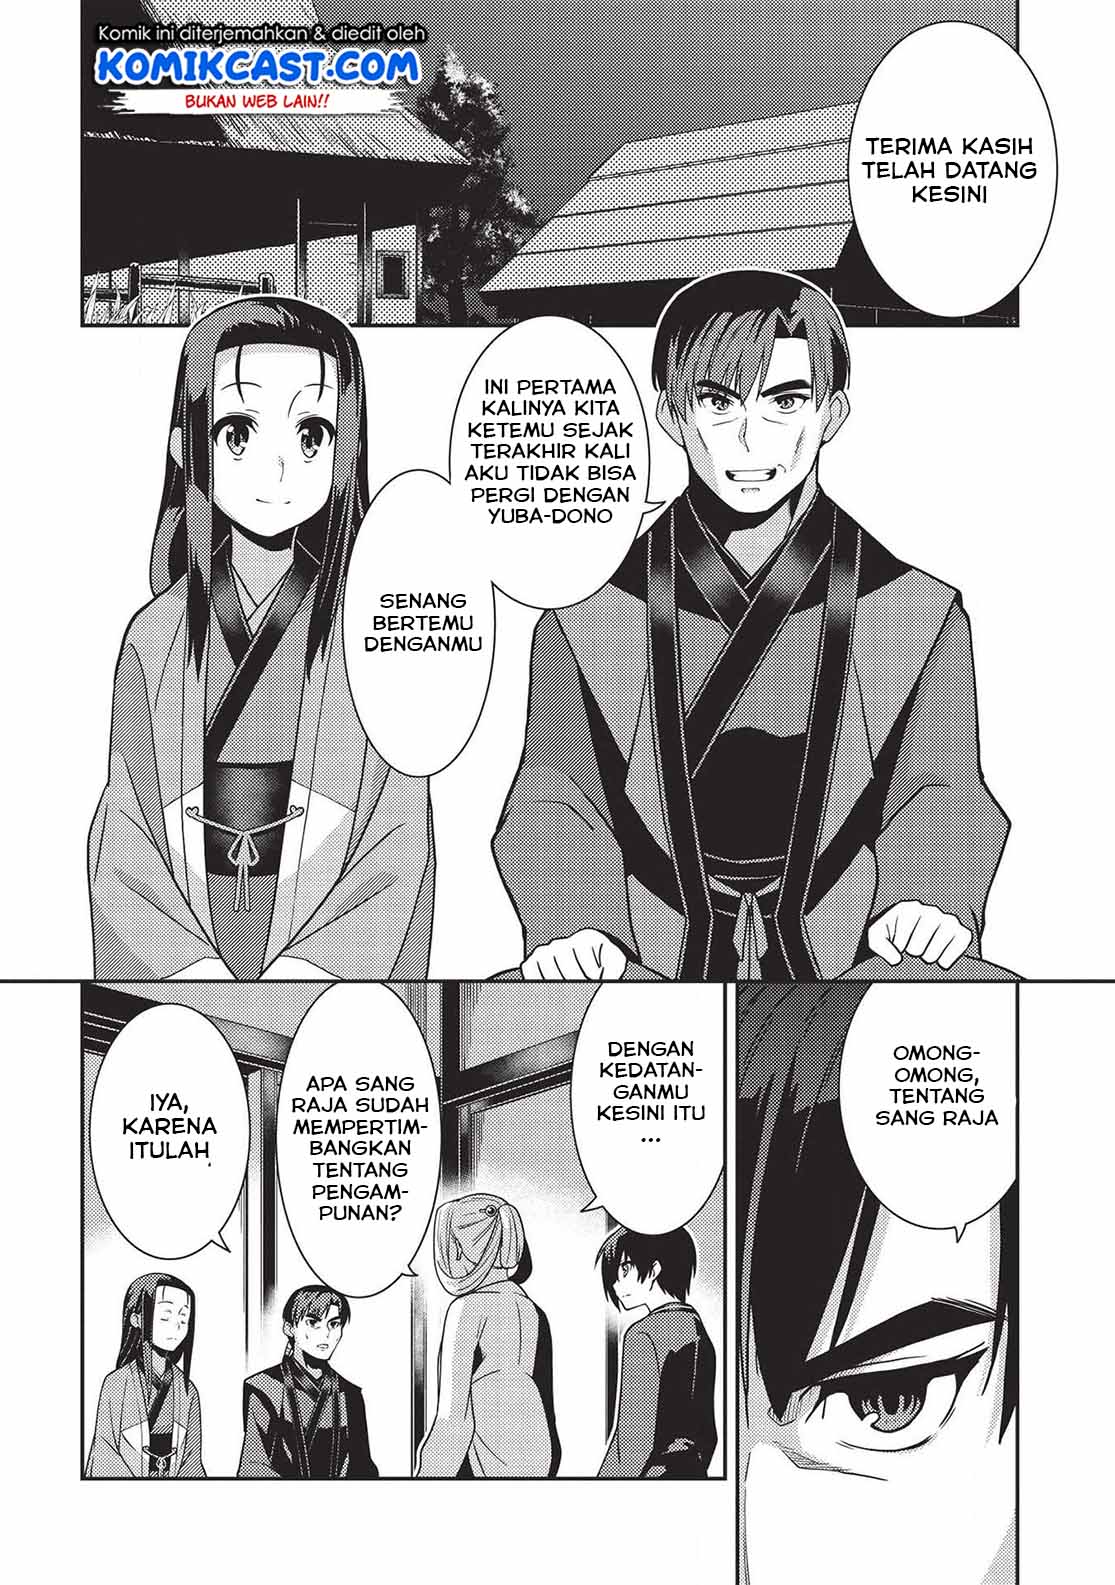 Komik ini diterjemahkan & diedit oleh
KOMIKCAST.COM
BUKAN WEB LAIN!!
TERIMA KASIH
TELAH DATANG
KESINI
INI PERTAMA
KALINYA KITA
KETEMU SEJAK
TERAKHIR KALI
AKU TIDAK BISA
PERGI DENGAN
YUBA-DONO
SENANG
BERTEMU
DENGANMU
OMONG-
OMONG,
TENTANG
SANG RAJA
DENGAN
KEDATAN-
GANMU
KESINI ITU
...
APA SANG
RAJA SUDAH
MEMPERTIM-
BANGKAN
TENTANG
PENGAM-
PUNAN?
IYA,
KARENA
ITULAH